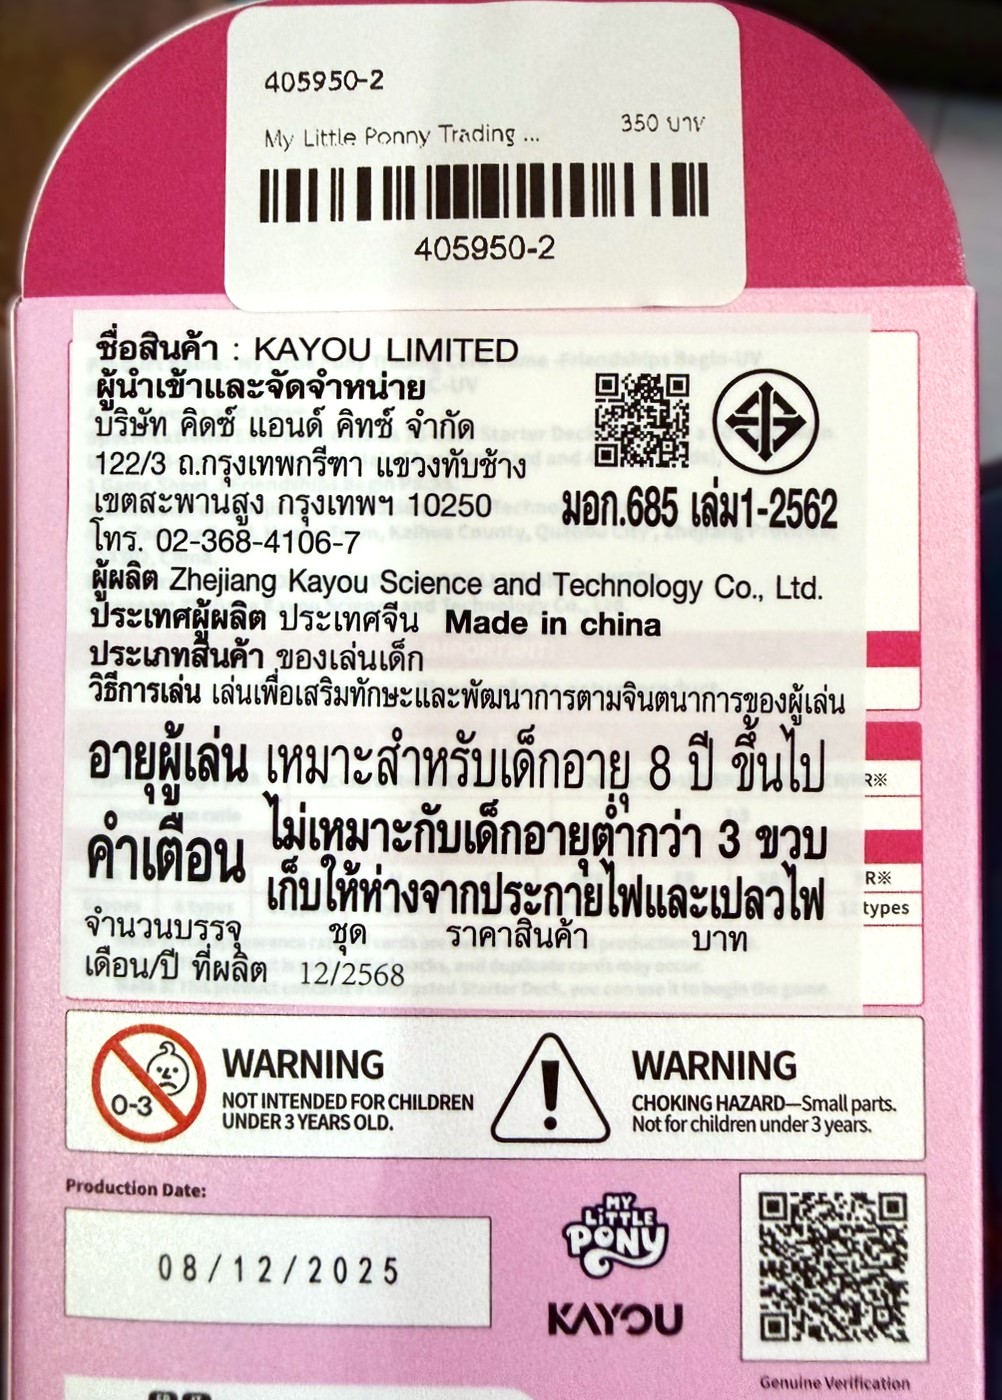 405950-2
My Little Ponny Trading ... 350 บาท
405950-2
ชื่อสินค้า : KAYOU LIMITED
ผู้นำเข้าและจัดจำหน่าย
บริษัท คิดซ์ แอนด์ คิทซ์ จำกัด
122/3 ถ.กรุงเทพกรีฑา แขวงทับช้าง
เขตสะพานสูง กรุงเทพฯ 10250
โทร. 02-368-4106-7
มอก.685 เล่ม1-2562
ผู้ผลิต Zhejiang Kayou Science and Technology Co., Ltd.
ประเทศผู้ผลิต ประเทศจีน Made in china
ประเภทสินค้า ของเล่นเด็ก
วิธีการเล่น เล่นเพื่อเสริมทักษะและพัฒนาการตามจินตนาการของผู้เล่น
อายุผู้เล่น เหมาะสำหรับเด็กอายุ 8 ปี ขึ้นไป
คำเตือน ไม่เหมาะกับเด็กอายุต่ำกว่า 3 ขวบ
เก็บให้ห่างจากประกายไฟและเปลวไฟ
จำนวนบรรจุ ชุด ราคาสินค้า บาท
เดือน/ปี ที่ผลิต 12/2568
R※
R※
types
0-3
WARNING
NOT INTENDED FOR CHILDREN
UNDER 3 YEARS OLD.
WARNING
CHOKING HAZARD—Small parts.
Not for children under 3 years.
Production Date:
08/12/2025
MY
LITTLE
PONY
KAYOU
Genuine Verification